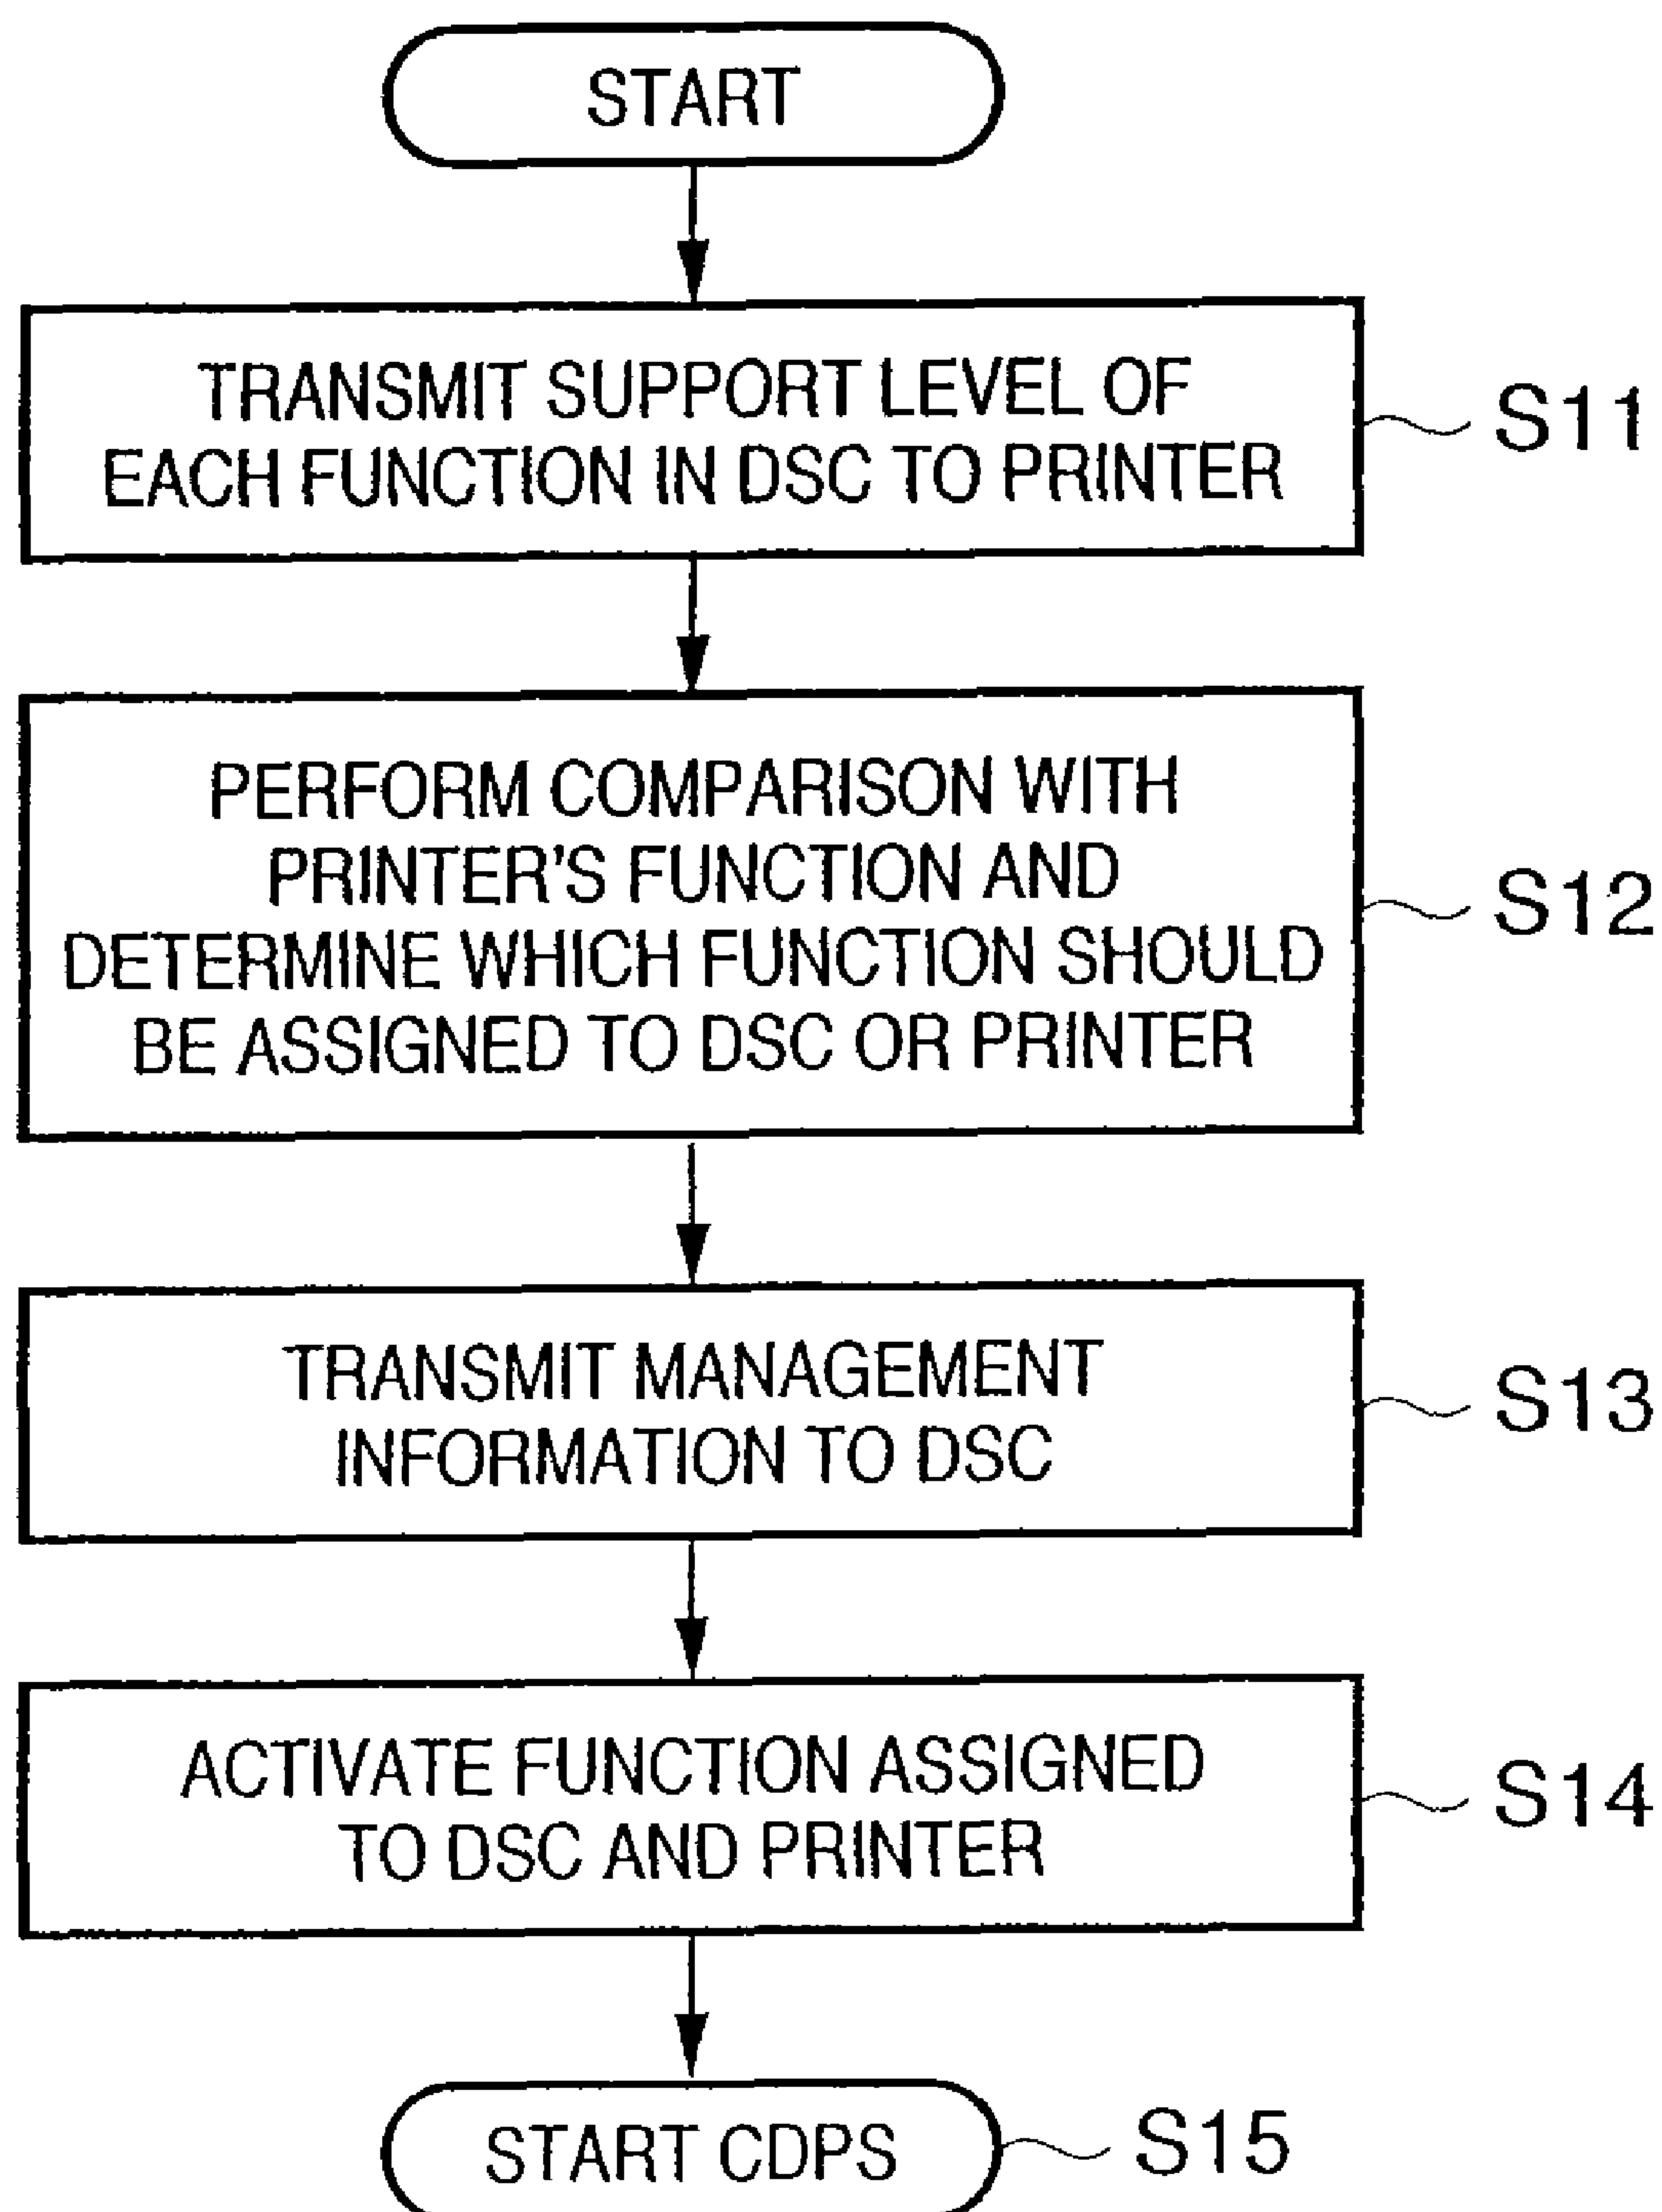 START
TRANSMIT SUPPORT LEVEL OF
EACH FUNCTION IN DSC TO PRINTER
S11
PERFORM COMPARISON WITH
PRINTER'S FUNCTION AND
DETERMINE WHICH FUNCTION SHOULD
BE ASSIGNED TO DSC OR PRINTER
S12
TRANSMIT MANAGEMENT
INFORMATION TO DSC
S13
ACTIVATE FUNCTION ASSIGNED
TO DSC AND PRINTER
S14
START CDPS
S15